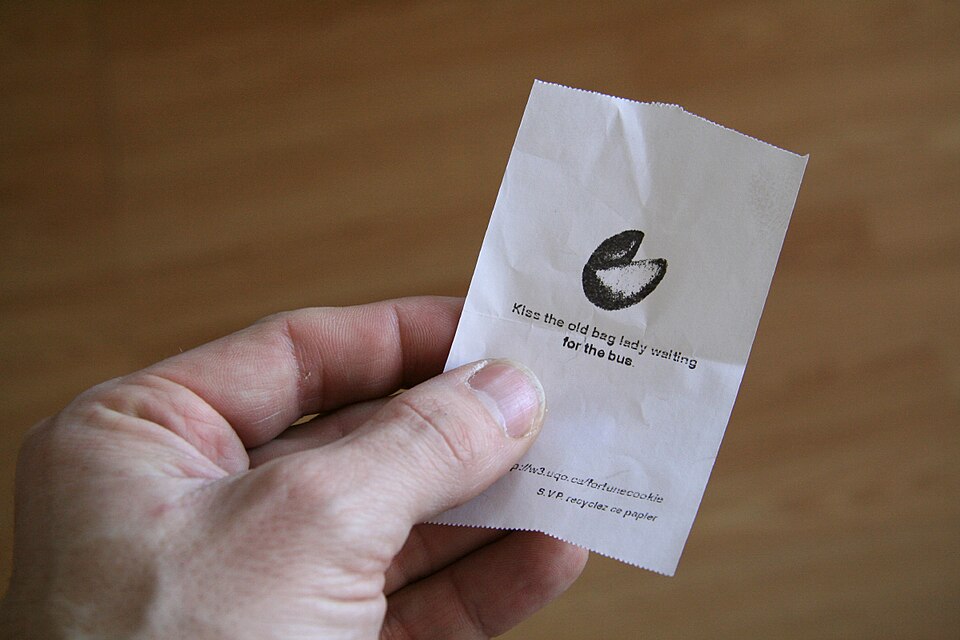 Kiss the old bag lady waiting
for the bus.
p://w3.uqo.ca/fortunecookie
S.V.P. recyclez ce papier